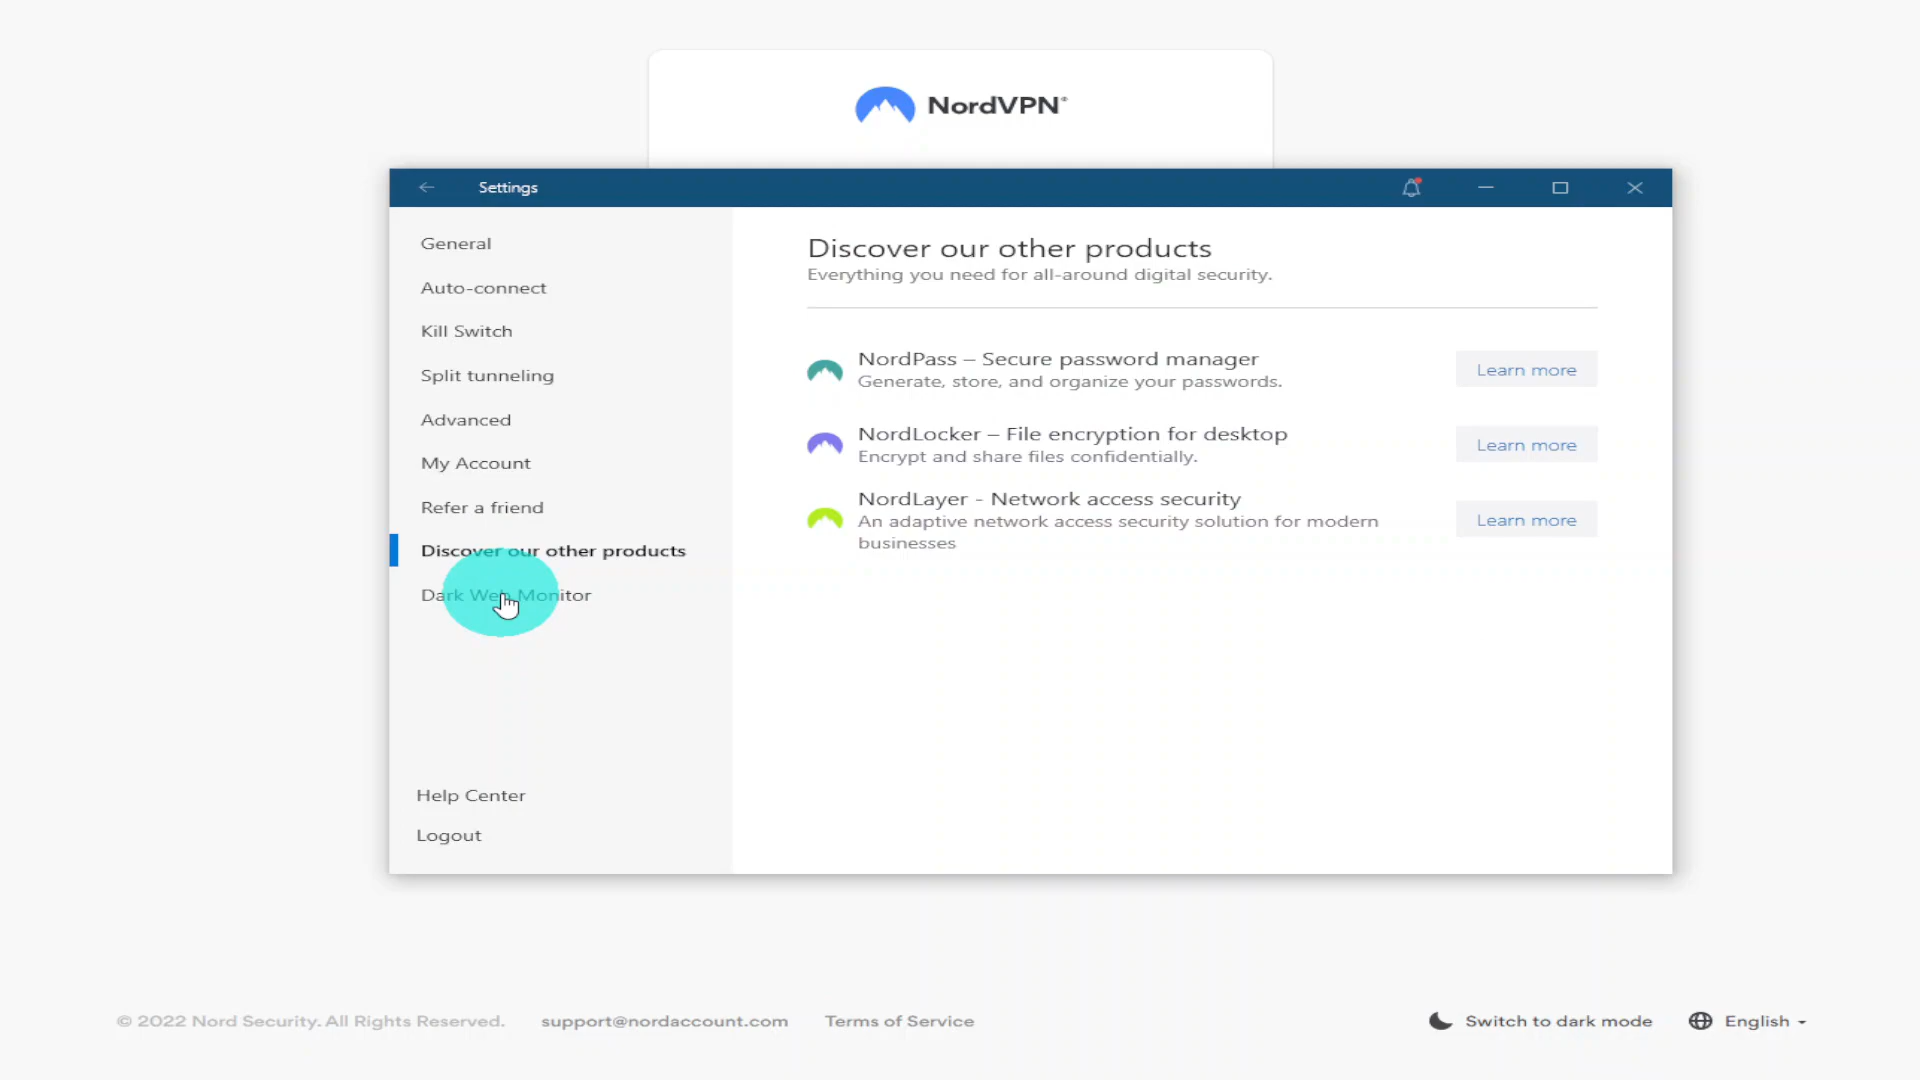 NordVPN®
Settings
General
Auto-connect
Kill Switch
Split tunneling
Advanced
My Account
Refer a friend
Discover our other products
Dark Web Monitor
Help Center
Logout
Discover our other products
Everything you need for all-around digital security.
NordPass – Secure password manager
Generate, store, and organize your passwords.
Learn more
NordLocker – File encryption for desktop
Encrypt and share files confidentially.
Learn more
NordLayer - Network access security
An adaptive network access security solution for modern
businesses
Learn more
© 2022 Nord Security. All Rights Reserved.
support@nordaccount.com
Terms of Service
Switch to dark mode
English